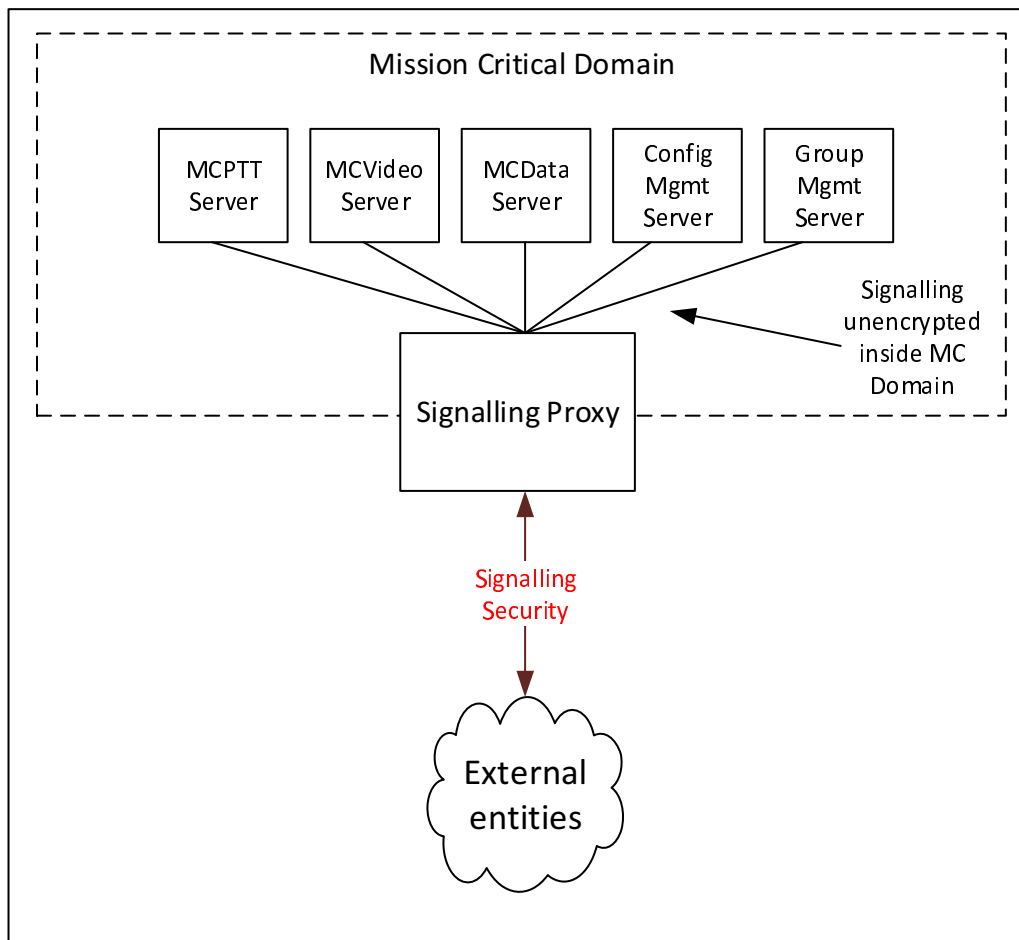 Mission Critical Domain
MCPTT
Server
MCVideo
Server
MCData
Server
Config
Mgmt
Server
Group
Mgmt
Server
Signalling
unencrypted
inside MC
Domain
Signalling Proxy
Signalling
Security
External
entities